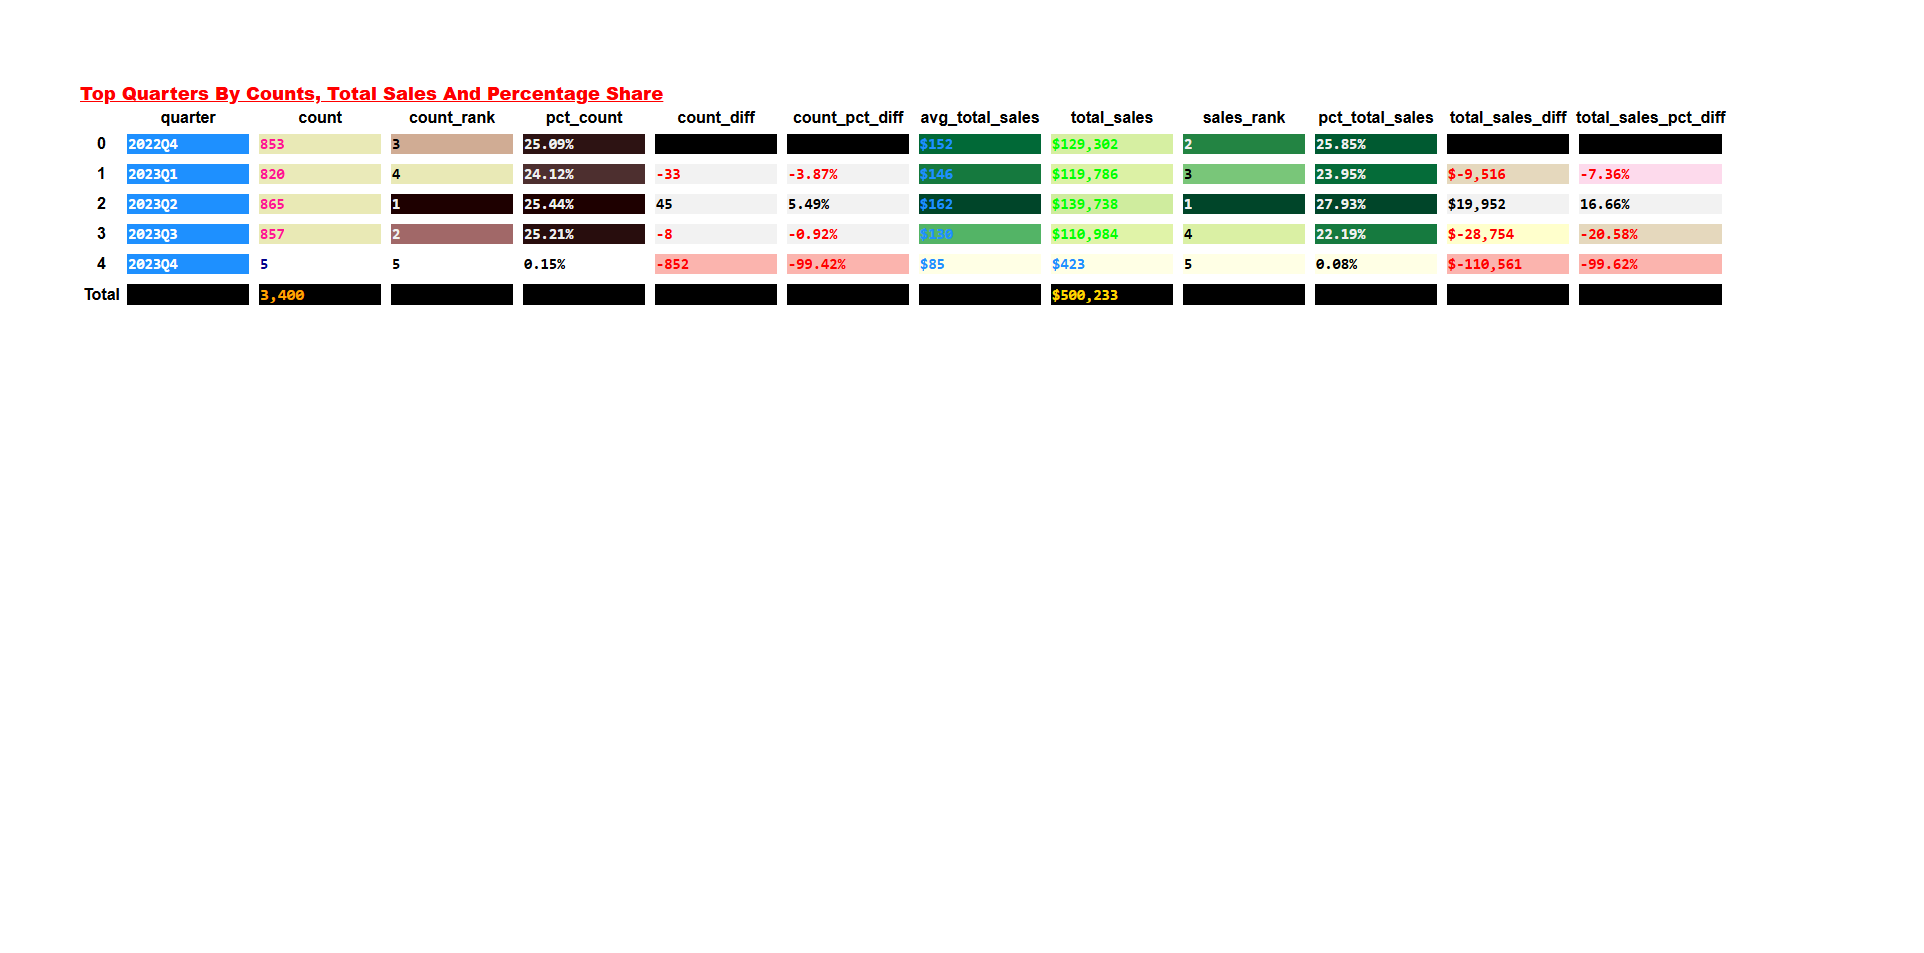 Top Quarters By Counts, Total Sales And Percentage Share
quarter count count_rank pct_count count_diff count_pct_diff avg_total_sales total_sales sales_rank pct_total_sales total_sales_diff total_sales_pct_diff
0 2022Q4 853 3 25.09% $152 $129,302 2 25.85%
1 2023Q1 820 4 24.12% -33 -3.87% $146 $119,786 3 23.95% $-9,516 -7.36%
2 2023Q2 865 1 25.44% 45 5.49% $162 $139,738 1 27.93% $19,952 16.66%
3 2023Q3 857 2 25.21% -8 -0.92% $130 $110,984 4 22.19% $-28,754 -20.58%
4 2023Q4 5 5 0.15% -852 -99.42% $85 $423 5 0.08% $-110,561 -99.62%
Total 3,400 $500,233